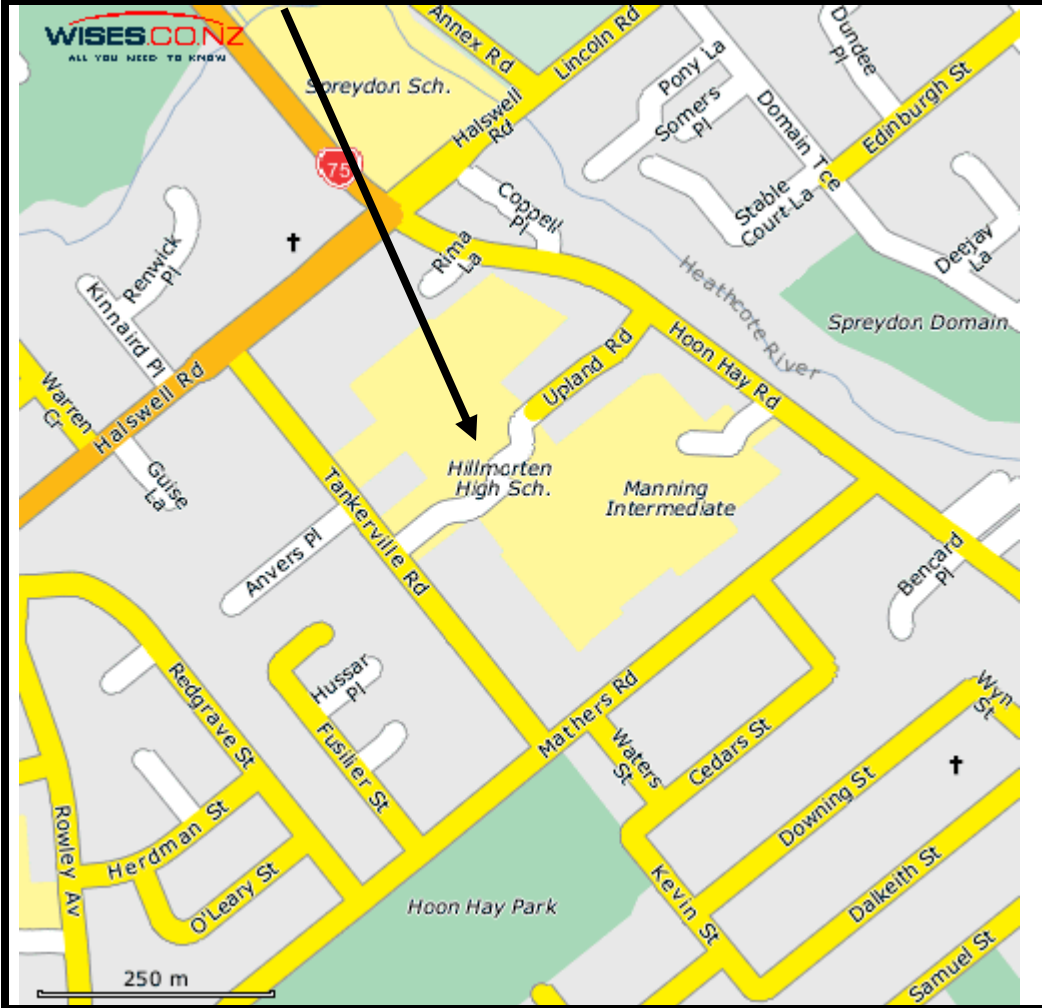 WISES.CO.NZ
ALL YOU NEED TO KNOW
Spreydon Sch.
Annex Rd
Lincoln Rd
Halswell
Rd
75
Pony La
Somers
Pl
Dundee
Pl
Edinburgh St
Domain Tce
Stable
Court La
Deejay
La
Coppell
Pl
Rima
La
Renwick
Pl
Kinnaird Pl
Heathcote River
Spreydon Domain
Hoon Hay Rd
Upland Rd
Warren
Cr
Halswell Rd
Guise
La
Tankerville Rd
Hillmorten
High Sch.
Manning
Intermediate
Anvers Pl
Bencard
Pl
Hussar
Pl
Fusilier St
Redgrave St
Mathers Rd
Waters
St
Cedars St
Wyn
St
Downing St
Rowley Av
Herdman St
O'Leary St
Hoon Hay Park
Kevin St
Dalkeith St
Samuel St
250 m